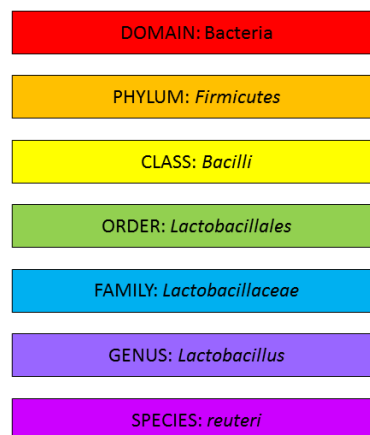 DOMAIN: Bacteria
PHYLUM: Firmicutes
CLASS: Bacilli
ORDER: Lactobacillales
FAMILY: Lactobacillaceae
GENUS: Lactobacillus
SPECIES: reuteri